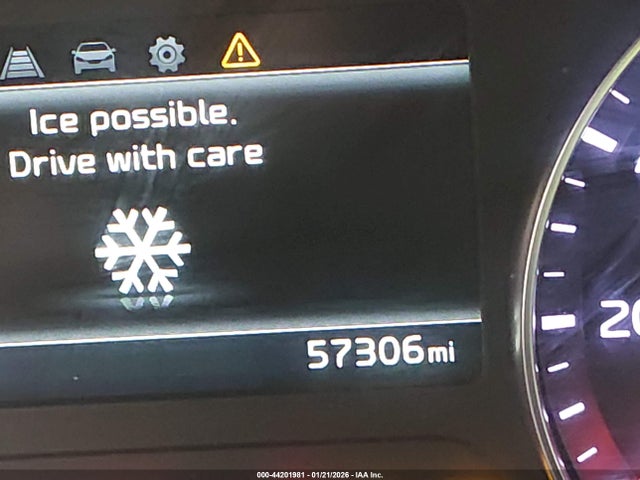 Ice possible.
Drive with care
57306mi
20
000-44201981 - 01/21/2026 - IAA Inc.